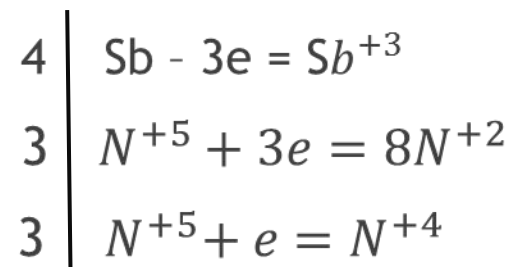 4 | Sb - 3e = Sb⁺³
3 | N⁺⁵ + 3e = 8N⁺²
3 | N⁺⁵ + e = N⁺⁴